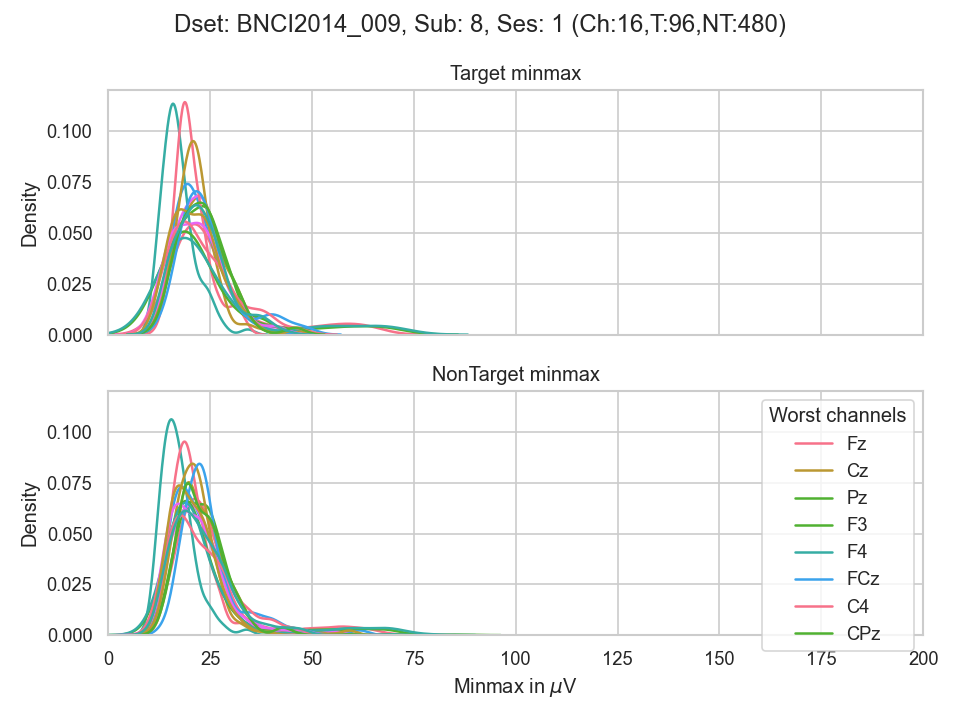 Dset: BNCI2014_009, Sub: 8, Ses: 1 (Ch:16,T:96,NT:480)
Target minmax
0.100
0.075
0.050
0.025
0.000
Density
NonTarget minmax
0.100
0.075
0.050
0.025
0.000
Density
Worst channels
Fz
Cz
Pz
F3
F4
FCz
C4
CPz
0 25 50 75 100 125 150 175 200
Minmax in μV